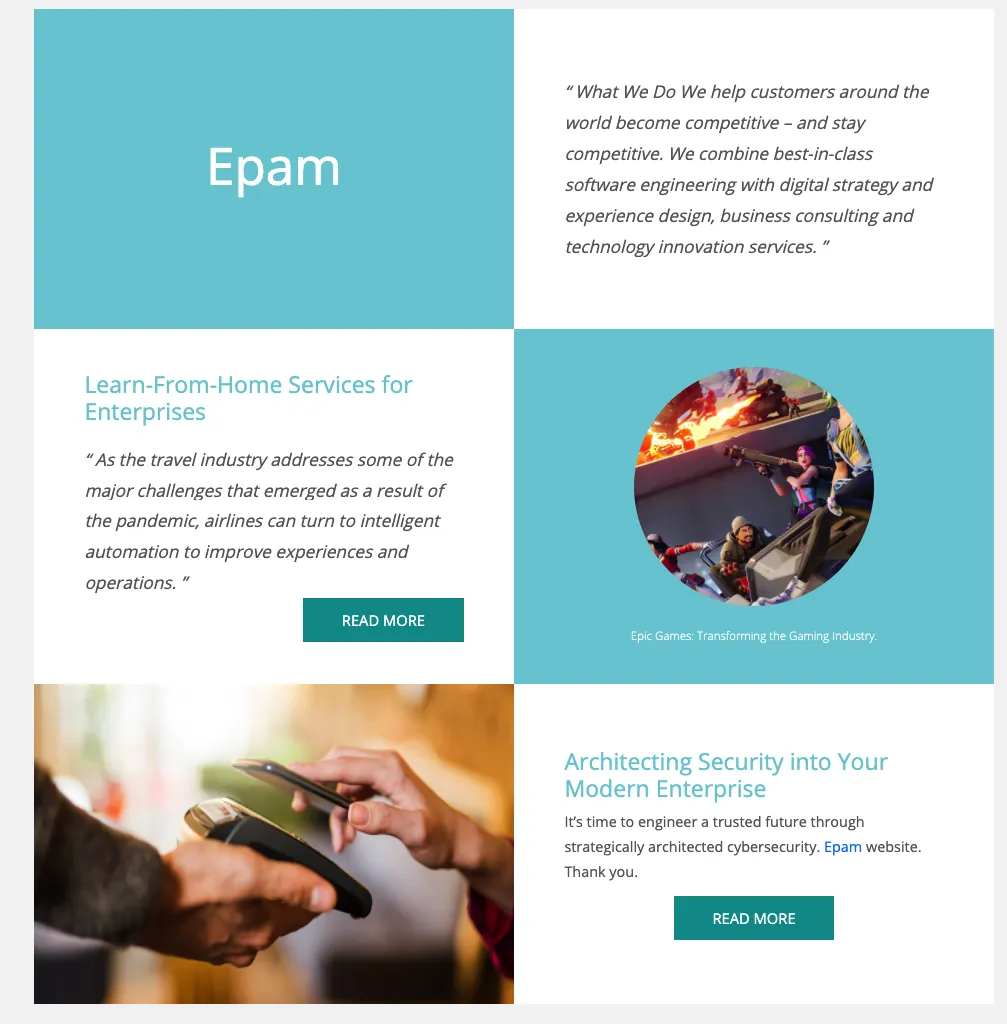 Epam
“ What We Do We help customers around the
world become competitive – and stay
competitive. We combine best-in-class
software engineering with digital strategy and
experience design, business consulting and
technology innovation services. ”
Learn-From-Home Services for
Enterprises
“ As the travel industry addresses some of the
major challenges that emerged as a result of
the pandemic, airlines can turn to intelligent
automation to improve experiences and
operations. ”
READ MORE
Epic Games: Transforming the Gaming Industry.
Architecting Security into Your
Modern Enterprise
It’s time to engineer a trusted future through
strategically architected cybersecurity. Epam website.
Thank you.
READ MORE